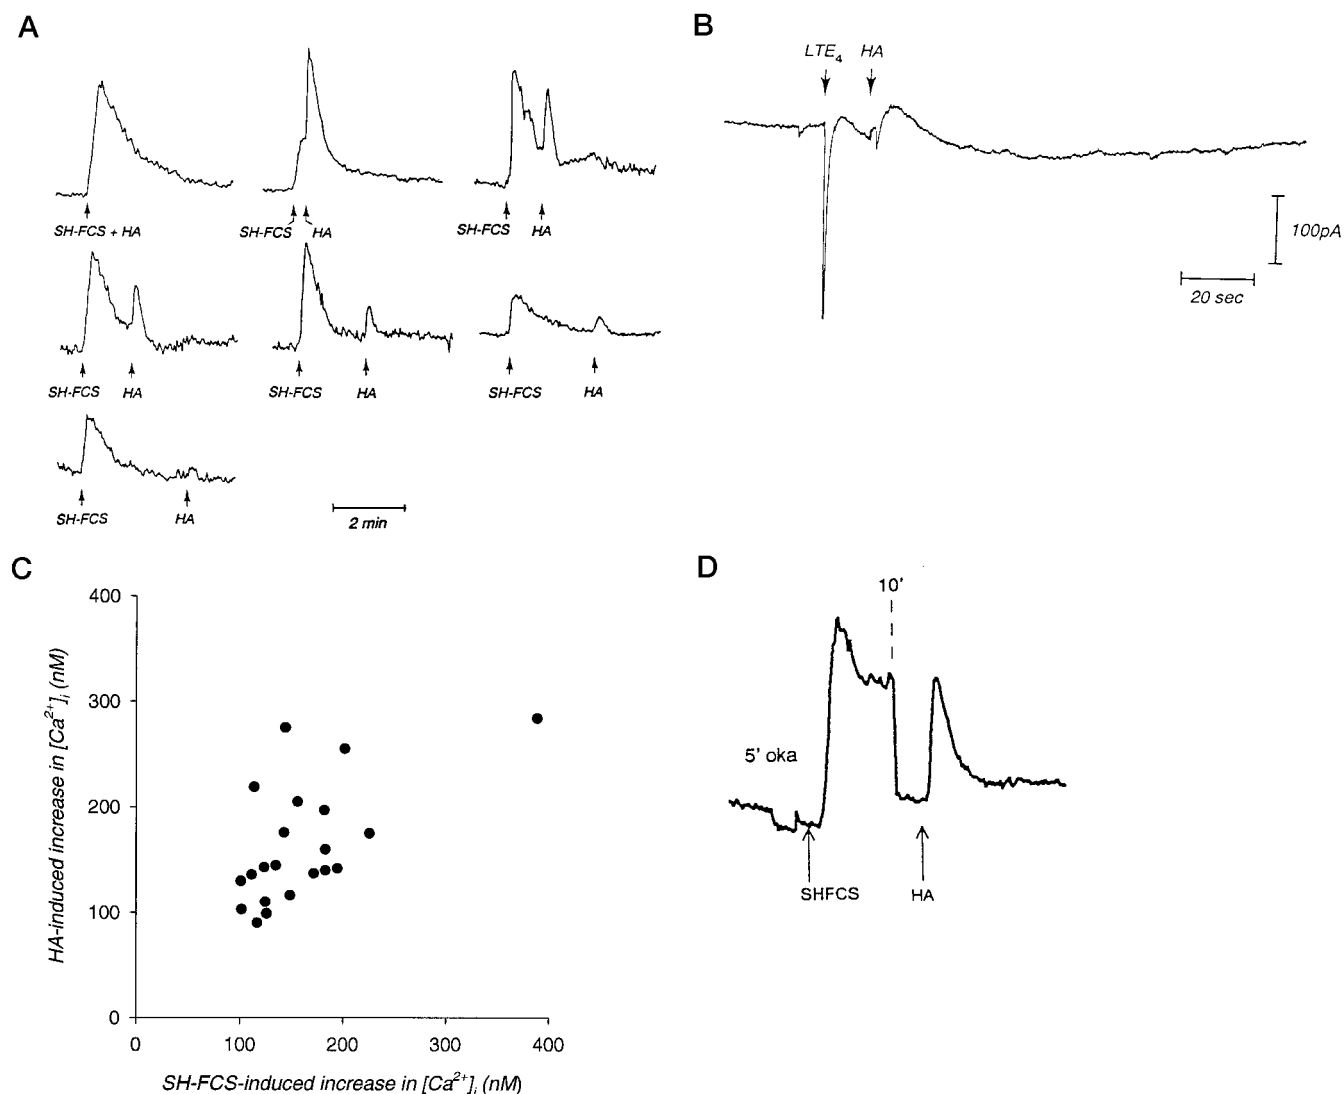 A
SH-FCS + HA
SH-FCS HA
SH-FCS HA
SH-FCS HA
SH-FCS HA
SH-FCS HA
SH-FCS HA
2 min
B
LTE4 HA
100pA
20 sec
C
HA-induced increase in [Ca2+]i (nM)
400
300
200
100
0
0 100 200 300 400
SH-FCS-induced increase in [Ca2+]i (nM)
D
10'
5' oka
SHFCS HA